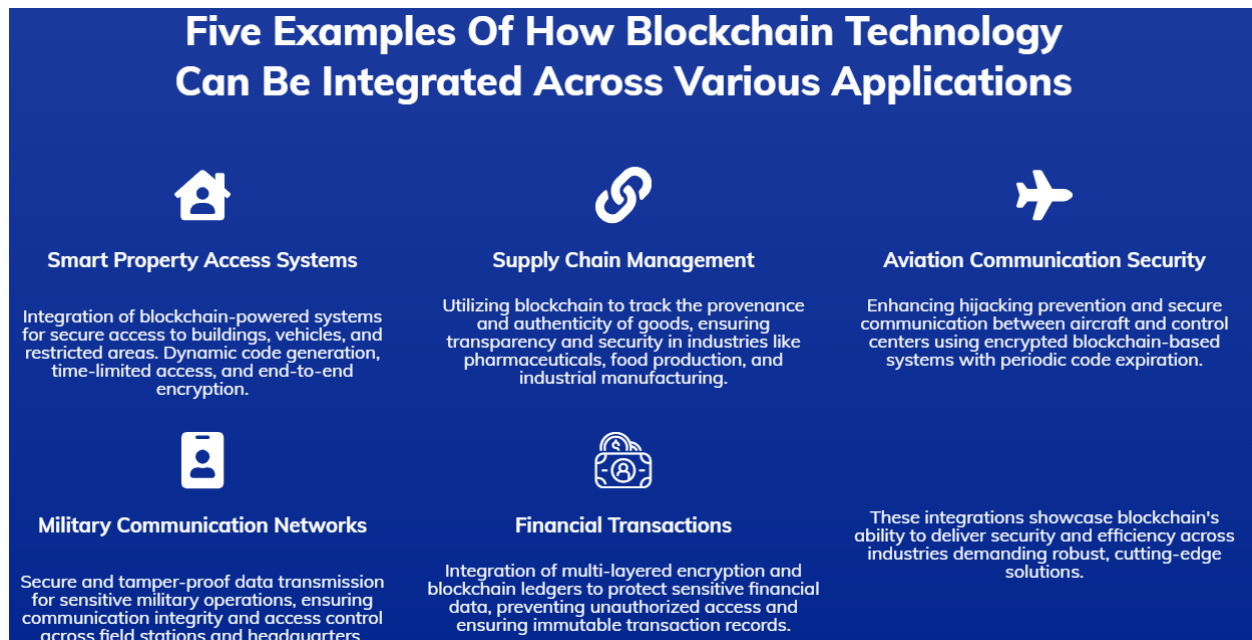 Five Examples Of How Blockchain Technology
Can Be Integrated Across Various Applications
Smart Property Access Systems
Integration of blockchain-powered systems
for secure access to buildings, vehicles, and
restricted areas. Dynamic code generation,
time-limited access, and end-to-end
encryption.
Supply Chain Management
Utilizing blockchain to track the provenance
and authenticity of goods, ensuring
transparency and security in industries like
pharmaceuticals, food production, and
industrial manufacturing.
Aviation Communication Security
Enhancing hijacking prevention and secure
communication between aircraft and control
centers using encrypted blockchain-based
systems with periodic code expiration.
Military Communication Networks
Secure and tamper-proof data transmission
for sensitive military operations, ensuring
communication integrity and access control
across field stations and headquarters
Financial Transactions
Integration of multi-layered encryption and
blockchain ledgers to protect sensitive financial
data, preventing unauthorized access and
ensuring immutable transaction records.
These integrations showcase blockchain's
ability to deliver security and efficiency across
industries demanding robust, cutting-edge
solutions.